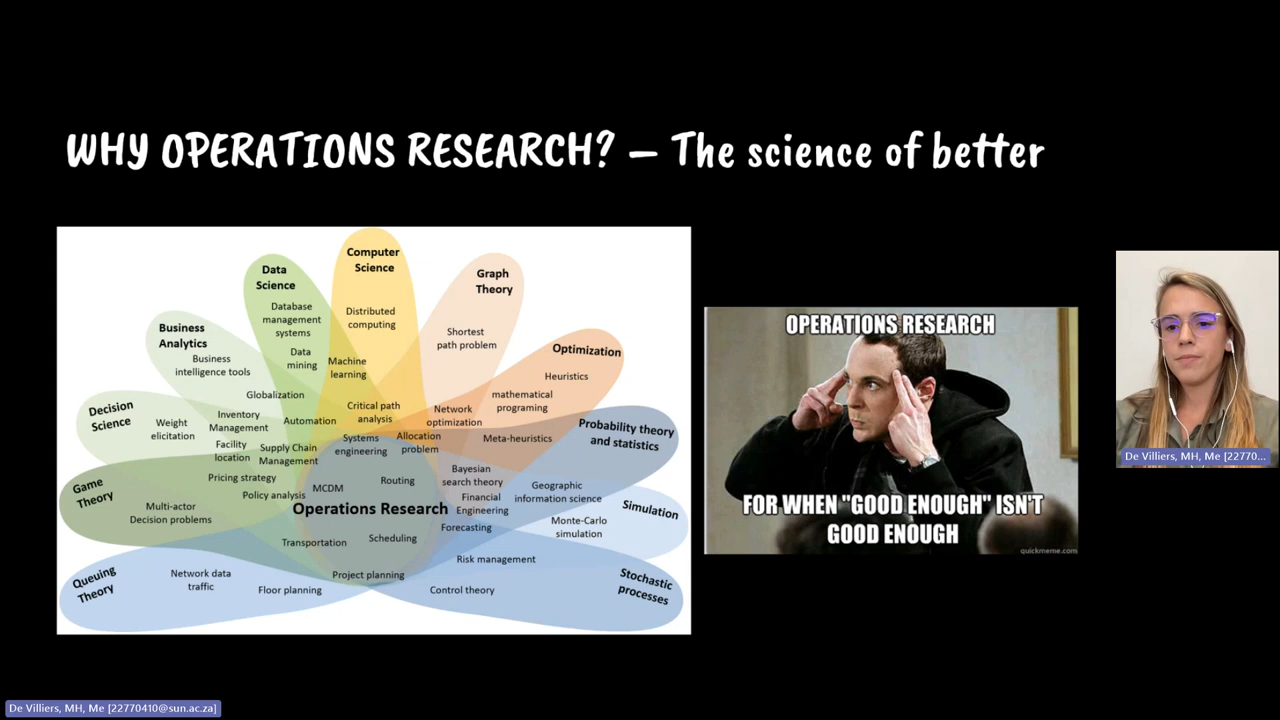 WHY OPERATIONS RESEARCH? – The science of better
Computer
Science
Data
Science
Graph
Theory
Database
management
systems
Distributed
computing
Business
Analytics
Shortest
path problem
Optimization
Business
intelligence tools
Data
mining
Machine
learning
Heuristics
Globalization
mathematical
programing
Decision
Science
Weight
elicitation
Inventory
Management
Automation
Critical path
analysis
Network
optimization
Probability theory
and statistics
Facility
location
Supply Chain
Management
Systems
engineering
Allocation
problem
Meta-heuristics
Game
Theory
Pricing strategy
Policy analysis
MCDM
Routing
Bayesian
search theory
Geographic
information science
Multi-actor
Decision problems
Operations Research
Financial
Engineering
Simulation
Forecasting
Monte-Carlo
simulation
Transportation
Scheduling
Risk management
Queuing
Theory
Network data
traffic
Floor planning
Project planning
Control theory
Stochastic
processes
OPERATIONS RESEARCH
FOR WHEN "GOOD ENOUGH" ISN'T
GOOD ENOUGH
quickmeme.com
De Villiers, MH, Me [22770...
De Villiers, MH, Me [22770410@sun.ac.za]